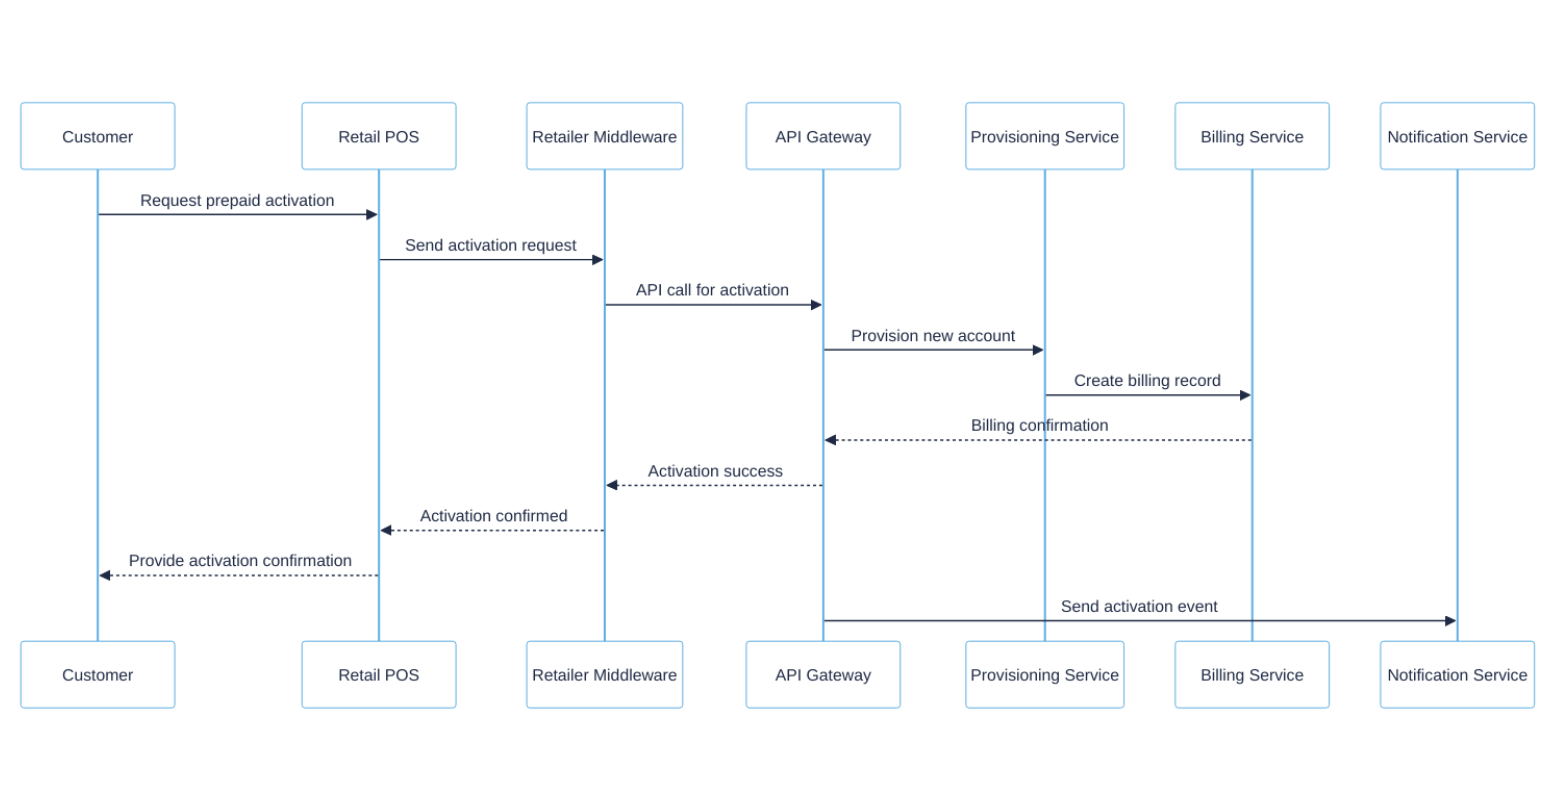 Customer
Retail POS
Retailer Middleware
API Gateway
Provisioning Service
Billing Service
Notification Service
Request prepaid activation
Send activation request
API call for activation
Provision new account
Create billing record
Billing confirmation
Activation success
Activation confirmed
Provide activation confirmation
Send activation event
Customer
Retail POS
Retailer Middleware
API Gateway
Provisioning Service
Billing Service
Notification Service